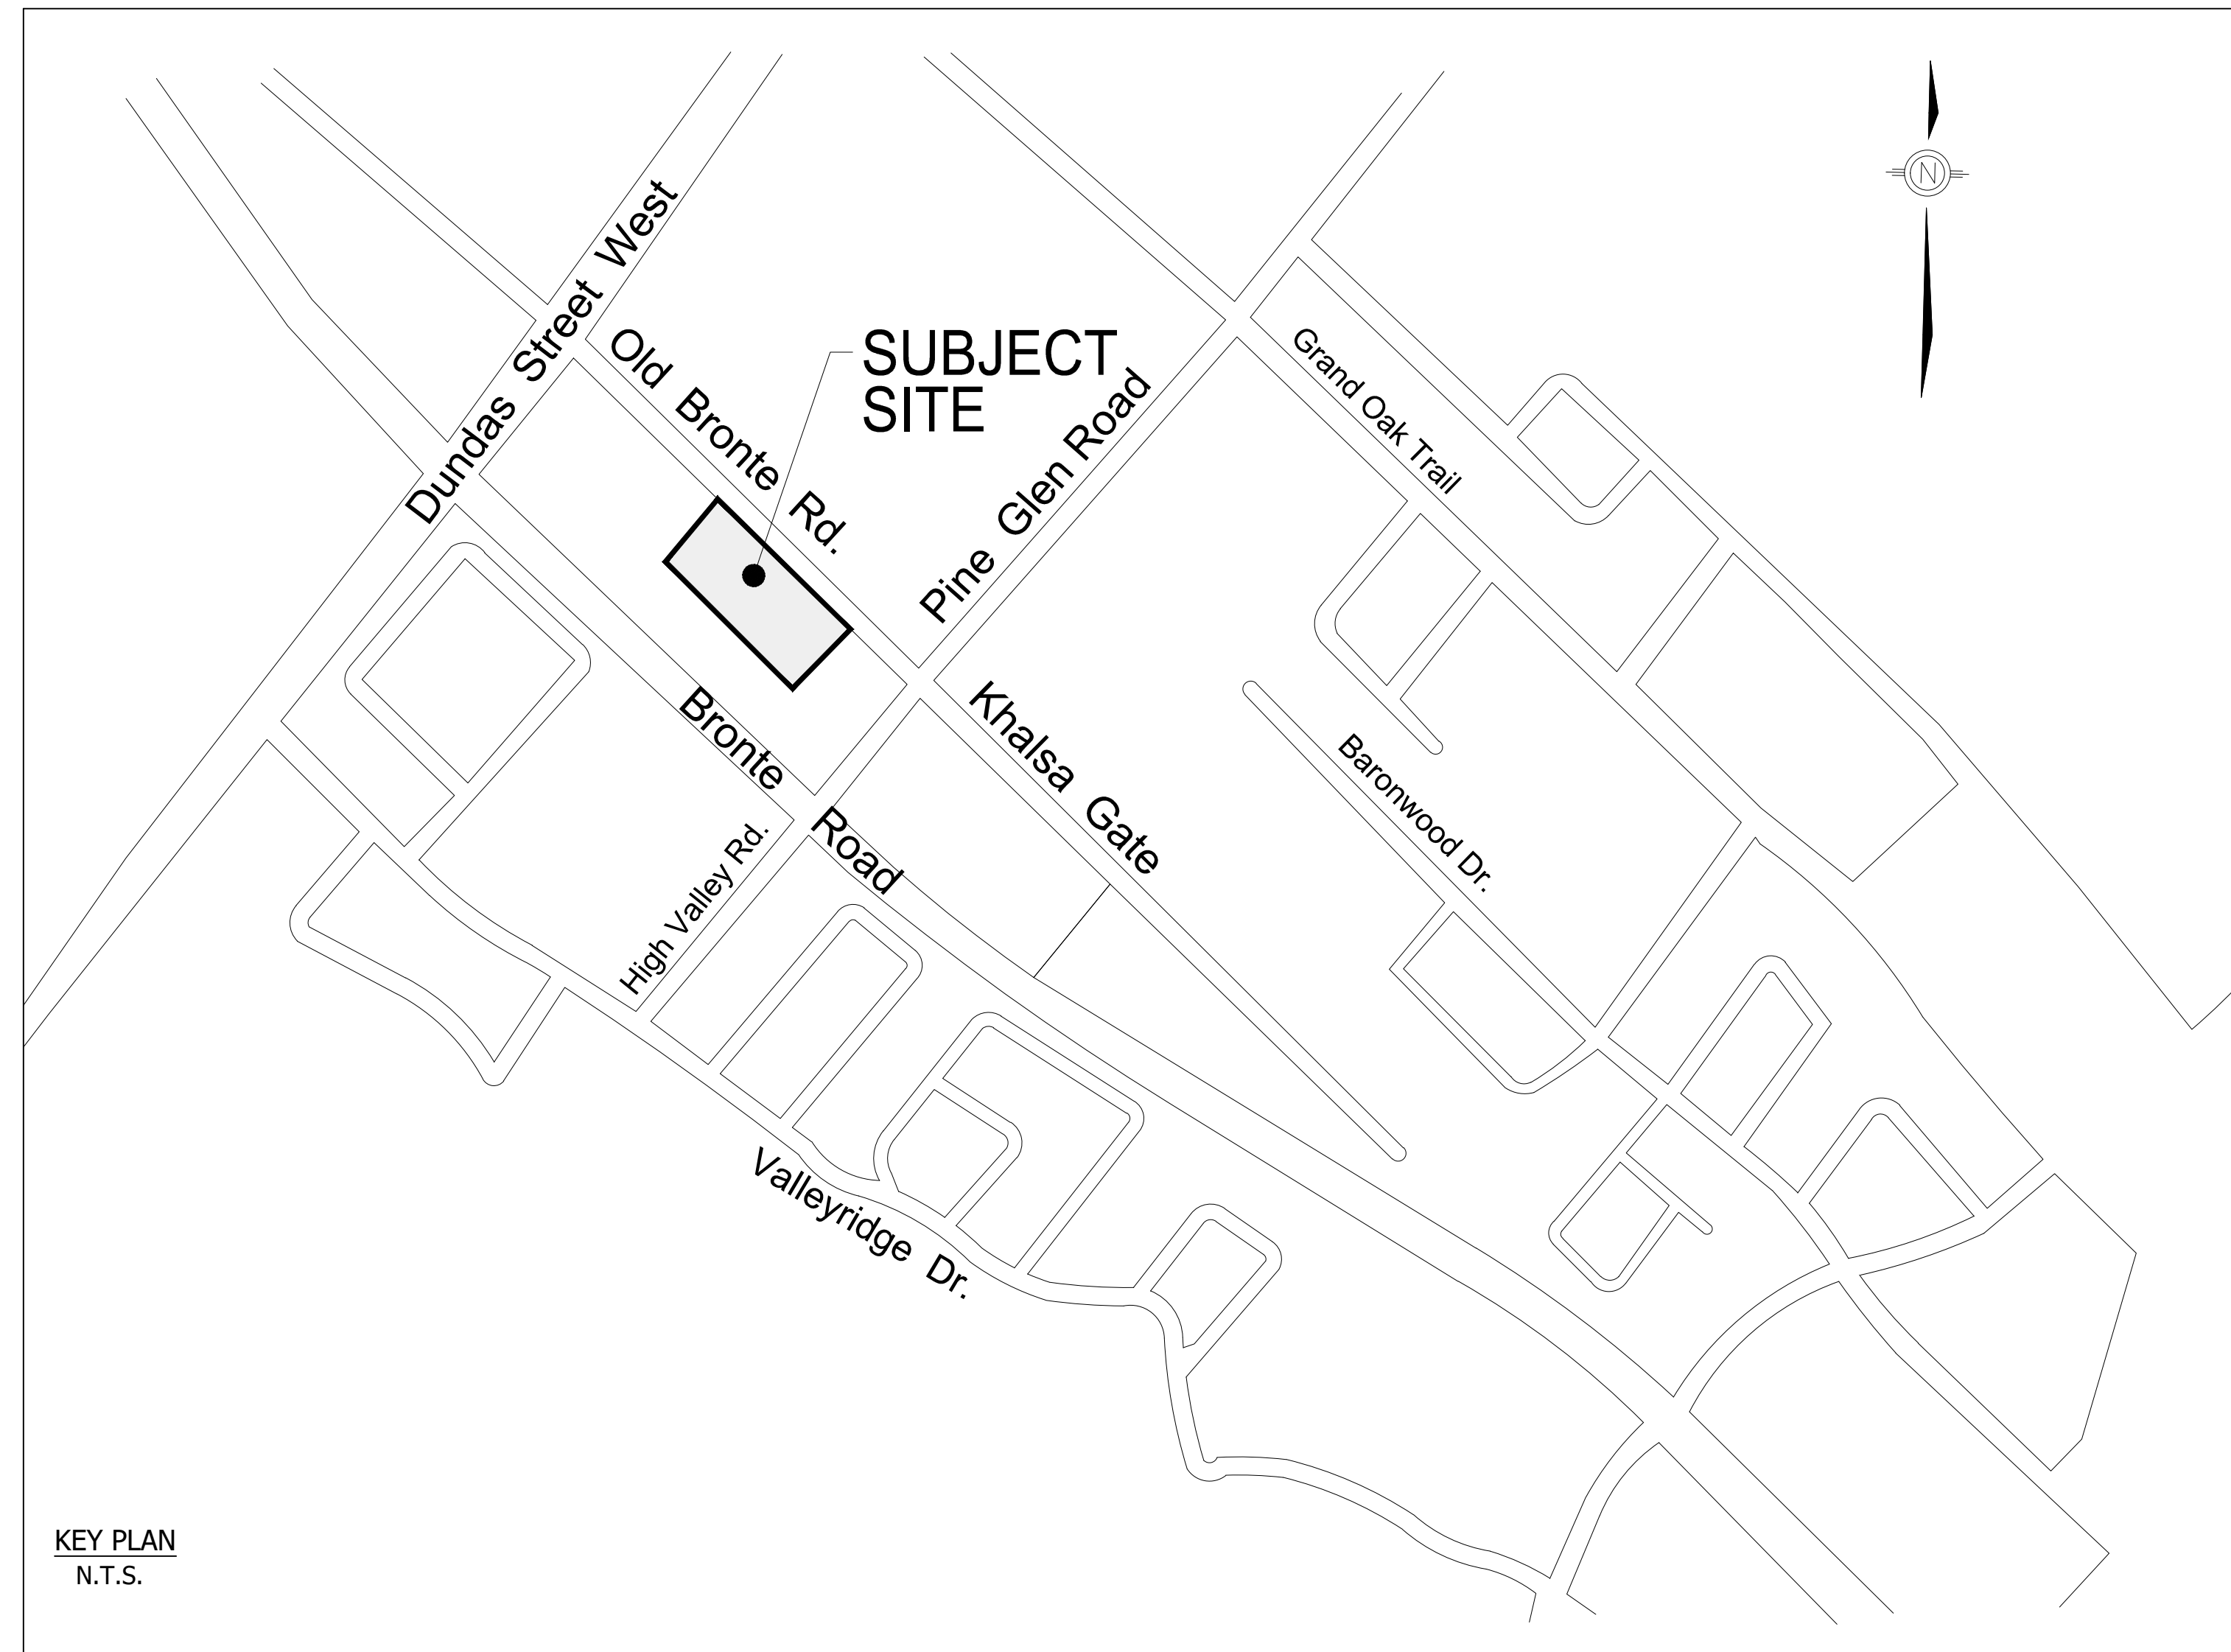 N
Dundas Street West
Old Bronte Rd.
SUBJECT
SITE
Pine Glen Road
Grand Oak Trail
Bronte Road
Khalsa Gate
Baronwood Dr.
High Valley Rd.
Valleyridge Dr.
KEY PLAN
N.T.S.